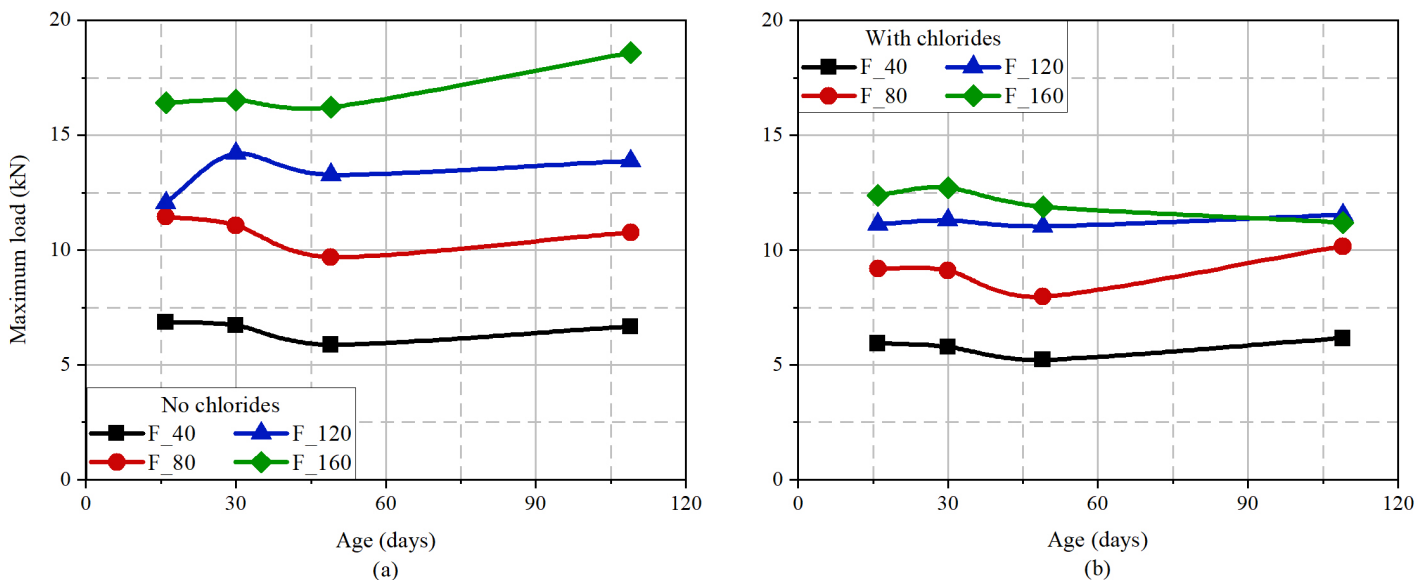 20
15
10
5
0
Maximum load (kN)
No chlorides
F_40 F_120
F_80 F_160
0 30 60 90 120
Age (days)
(a)
20
15
10
5
0
With chlorides
F_40 F_120
F_80 F_160
0 30 60 90 120
Age (days)
(b)